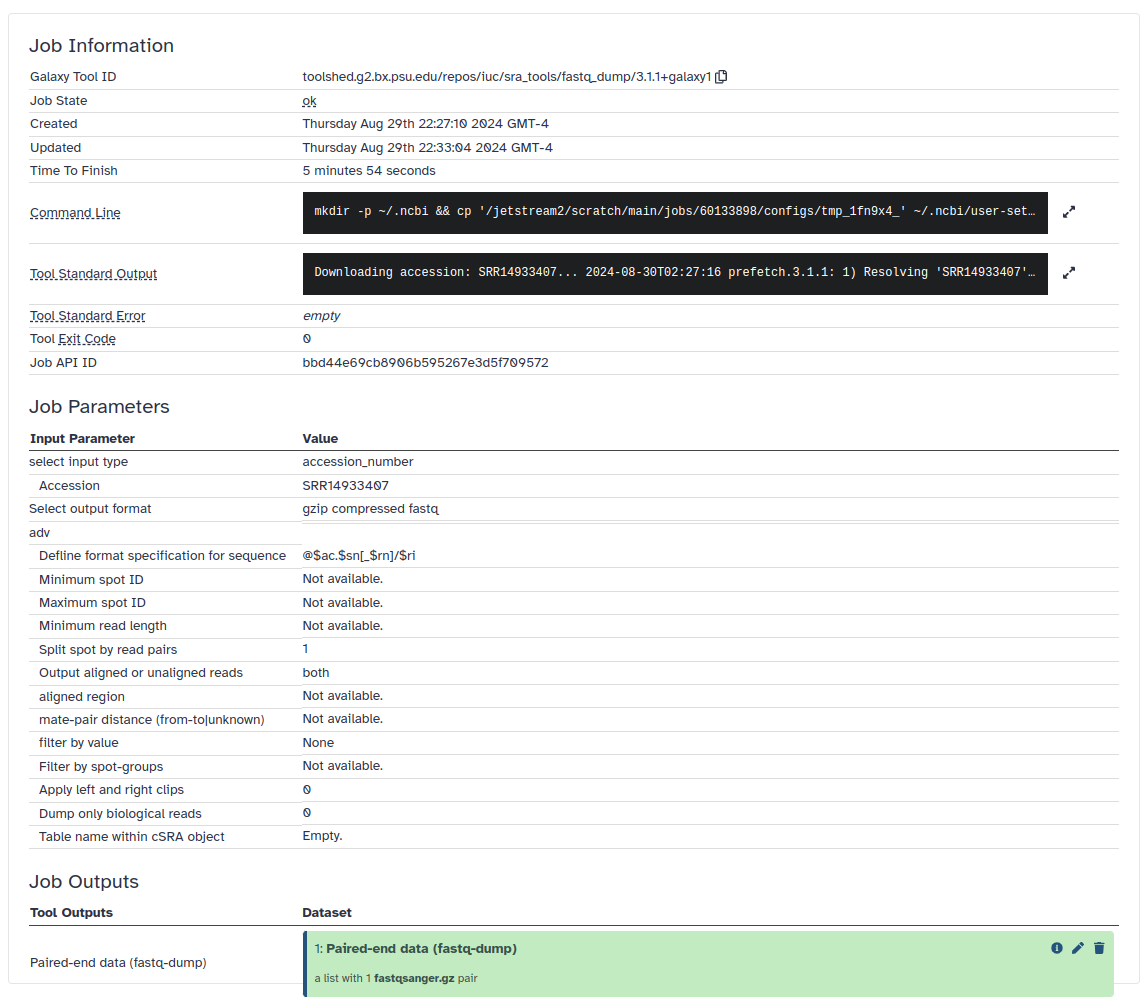 Job Information
Galaxy Tool ID toolshed.g2.bx.psu.edu/repos/iuc/sra_tools/fastq_dump/3.1.1+galaxy1
Job State ok
Created Thursday Aug 29th 22:27:10 2024 GMT-4
Updated Thursday Aug 29th 22:33:04 2024 GMT-4
Time To Finish 5 minutes 54 seconds
Command Line mkdir -p ~/.ncbi && cp '/jetstream2/scratch/main/jobs/60133898/configs/tmp_1fn9x4_' ~/.ncbi/user-set…
Tool Standard Output Downloading accession: SRR14933407... 2024-08-30T02:27:16 prefetch.3.1.1: 1) Resolving 'SRR14933407'…
Tool Standard Error empty
Tool Exit Code 0
Job API ID bbd44e69cb8906b595267e3d5f709572
Job Parameters
Input Parameter Value
select input type accession_number
Accession SRR14933407
Select output format gzip compressed fastq
adv
Defline format specification for sequence @$ac.$sn[_$rn]/$ri
Minimum spot ID Not available.
Maximum spot ID Not available.
Minimum read length Not available.
Split spot by read pairs 1
Output aligned or unaligned reads both
aligned region Not available.
mate-pair distance (from-to|unknown) Not available.
filter by value None
Filter by spot-groups Not available.
Apply left and right clips 0
Dump only biological reads 0
Table name within cSRA object Empty.
Job Outputs
Tool Outputs Dataset
1: Paired-end data (fastq-dump)
Paired-end data (fastq-dump)
a list with 1 fastqsanger.gz pair